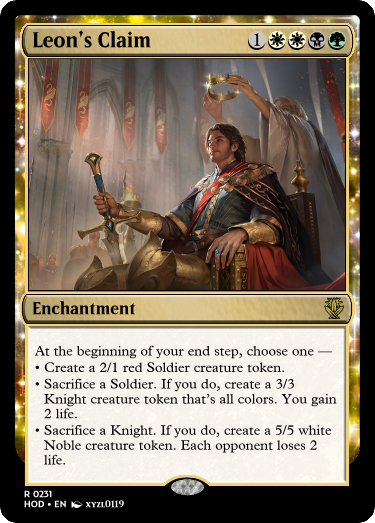 Leon's Claim 1
Enchantment
At the beginning of your end step, choose one —
• Create a 2/1 red Soldier creature token.
• Sacrifice a Soldier. If you do, create a 3/3
Knight creature token that's all colors. You gain
2 life.
• Sacrifice a Knight. If you do, create a 5/5 white
Noble creature token. Each opponent loses 2
life.
R 0231
HOD • EN XYZL0119